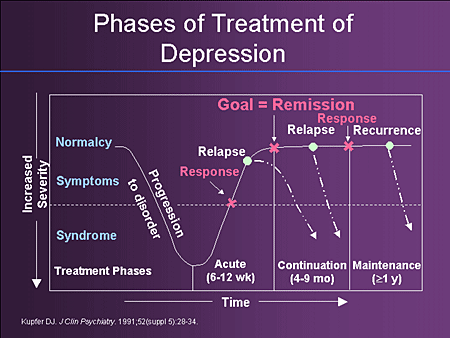 Phases of Treatment of
Depression
Goal = Remission
Response
Normalcy
Relapse
Relapse
Recurrence
Response
Symptoms
Increased
Severity
Progression
to disorder
Syndrome
Treatment Phases
Acute
(6-12 wk)
Continuation
(4-9 mo)
Maintenance
(≥1 y)
Time
Kupfer DJ. J Clin Psychiatry. 1991;52(suppl 5):28-34.